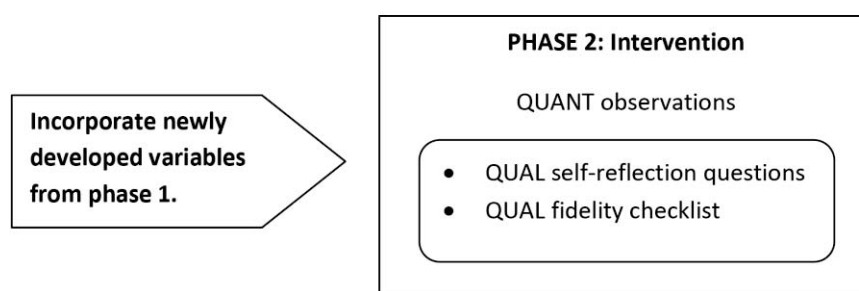 Incorporate newly
developed variables
from phase 1.
PHASE 2: Intervention
QUANT observations
• QUAL self-reflection questions
• QUAL fidelity checklist